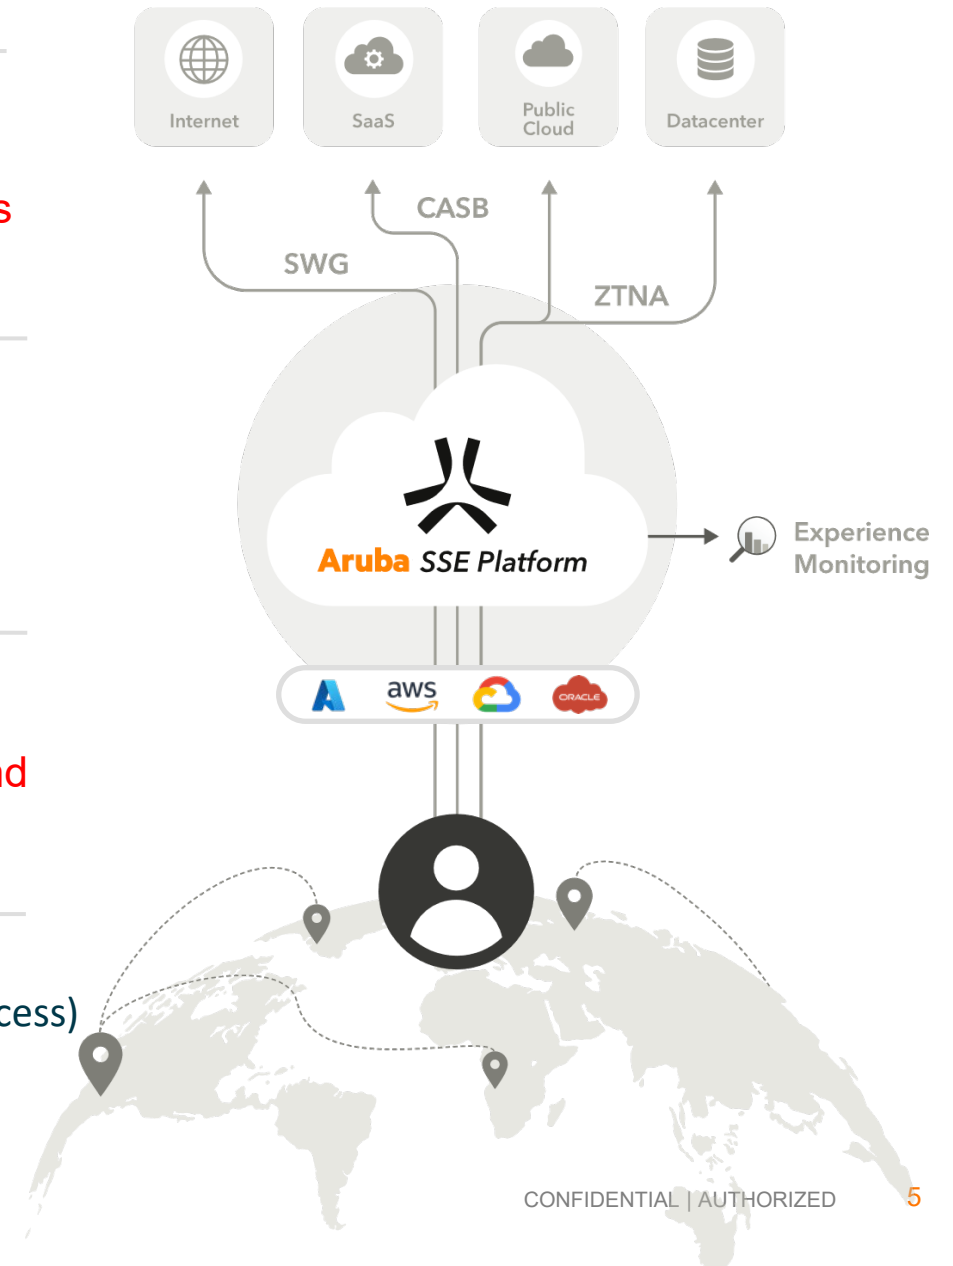 Internet
SaaS
Public
Cloud
Datacenter
s
CASB
SWG
ZTNA
Experience
Monitoring
Aruba SSE Platform
aws
ORACLE
nd
cess)
CONFIDENTIAL | AUTHORIZED
5